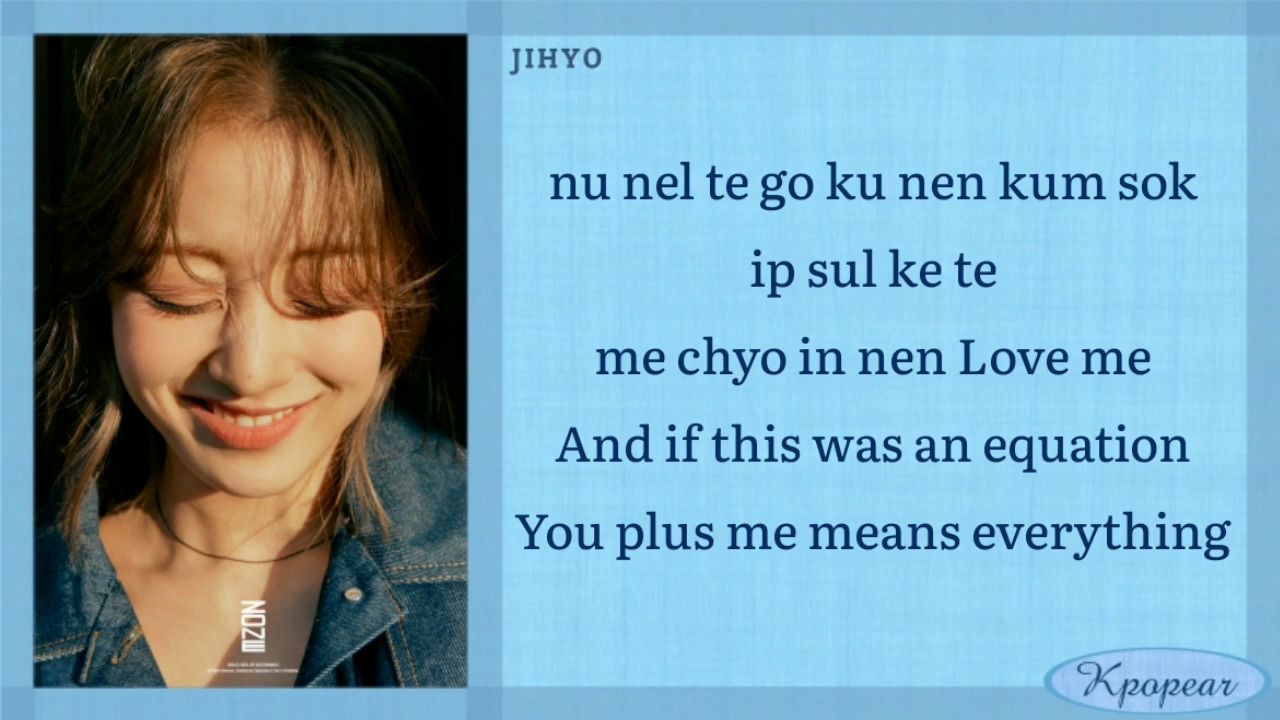 JIHYO
nu nel te go ku nen kum sok
ip sul ke te
me chyo in nen Love me
And if this was an equation
You plus me means everything
ZONE
Kpopear